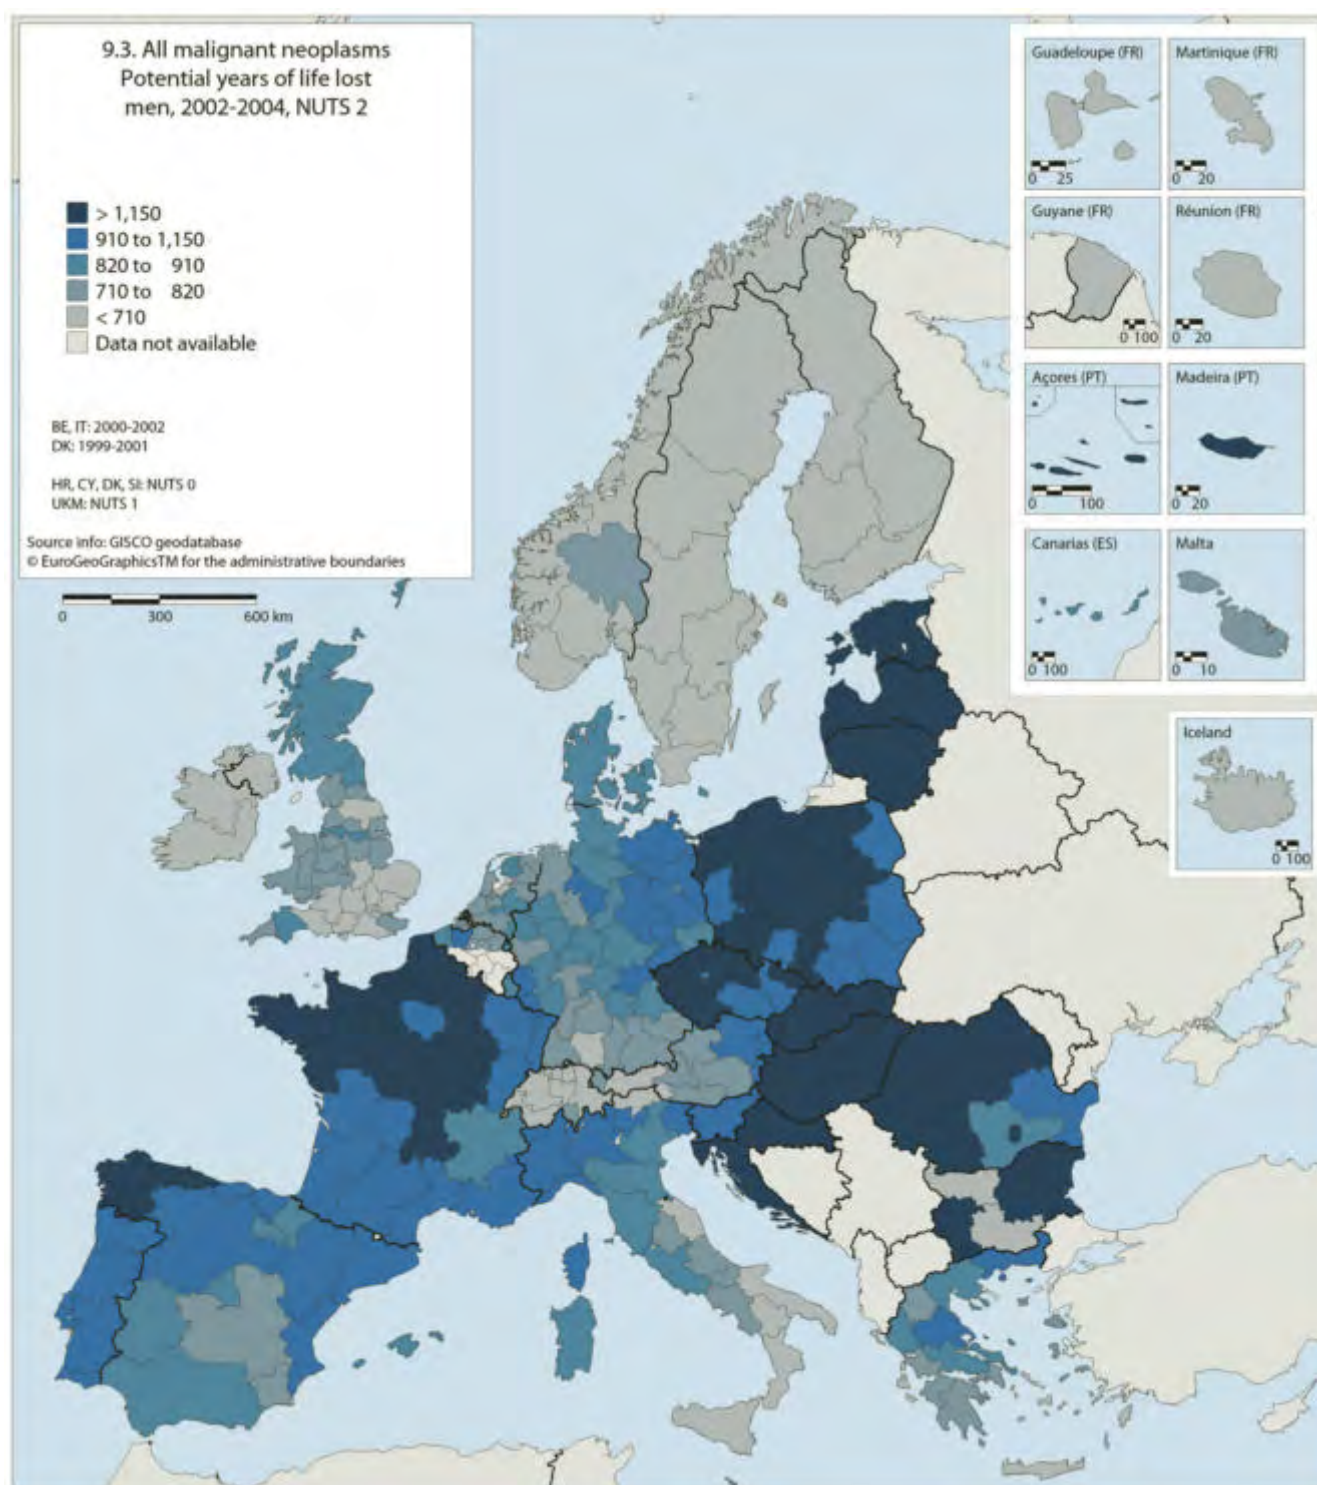 9.3. All malignant neoplasms
Potential years of life lost
men, 2002-2004, NUTS 2
> 1,150
910 to 1,150
820 to 910
710 to 820
< 710
Data not available
BE, IT: 2000-2002
DK: 1999-2001
HR, CY, DK, SI: NUTS 0
UKM: NUTS 1
Source info: GISCO geodatabase
© EuroGeoGraphicsTM for the administrative boundaries
0 300 600 km
Guadeloupe (FR)
0 25
Martinique (FR)
0 20
Guyane (FR)
0 100
Réunion (FR)
0 20
Açores (PT)
0 100
Madeira (PT)
0 20
Canarias (ES)
0 100
Malta
0 10
Iceland
0 100